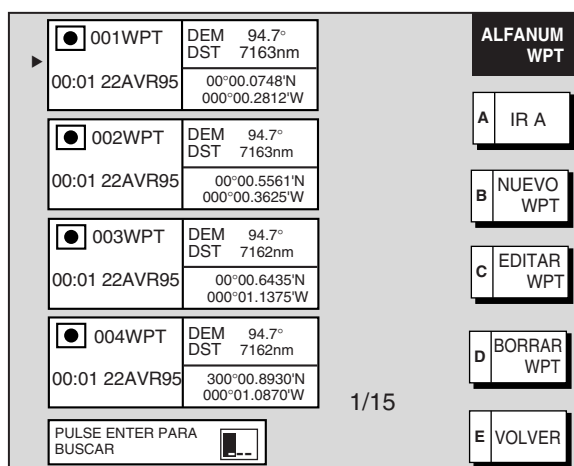 001WPT
DEM 94.7°
DST 7163nm
00:01 22AVR95
00°00.0748'N
000°00.2812'W
002WPT
DEM 94.7°
DST 7163nm
00:01 22AVR95
00°00.5561'N
000°00.3625'W
003WPT
DEM 94.7°
DST 7162nm
00:01 22AVR95
00°00.6435'N
000°01.1375'W
004WPT
DEM 94.7°
DST 7162nm
00:01 22AVR95
300°00.8930'N
000°01.0870'W
1/15
PULSE ENTER PARA
BUSCAR
--
ALFANUM
WPT
A IR A
B NUEVO
WPT
C EDITAR
WPT
D BORRAR
WPT
E VOLVER